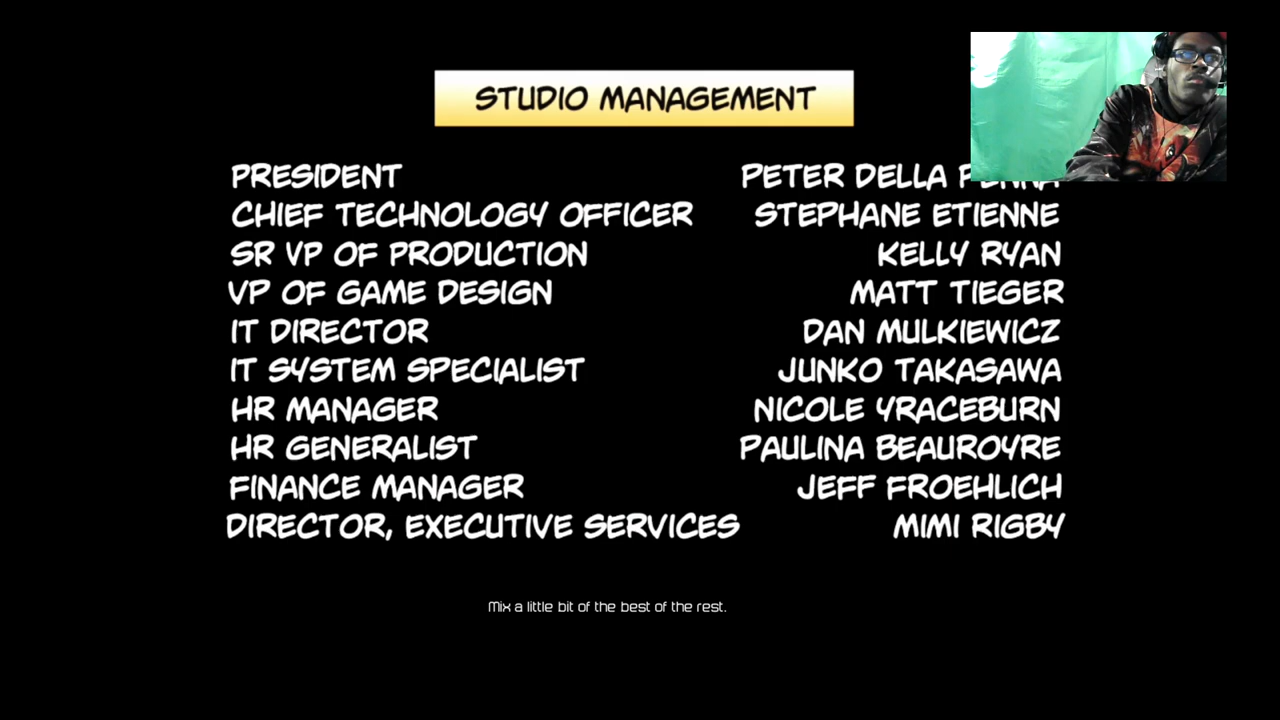 STUDIO MANAGEMENT
PRESIDENT PETER DELLA
CHIEF TECHNOLOGY OFFICER STEPHANE ETIENNE
SR VP OF PRODUCTION KELLY RYAN
VP OF GAME DESIGN MATT TIEGER
IT DIRECTOR DAN MULKIEWICZ
IT SYSTEM SPECIALIST JUNKO TAKASAWA
HR MANAGER NICOLE YRACEBURN
HR GENERALIST PAULINA BEAUROYRE
FINANCE MANAGER JEFF FROEHLICH
DIRECTOR, EXECUTIVE SERVICES MIMI RIGBY
Mix a little bit of the best of the rest.